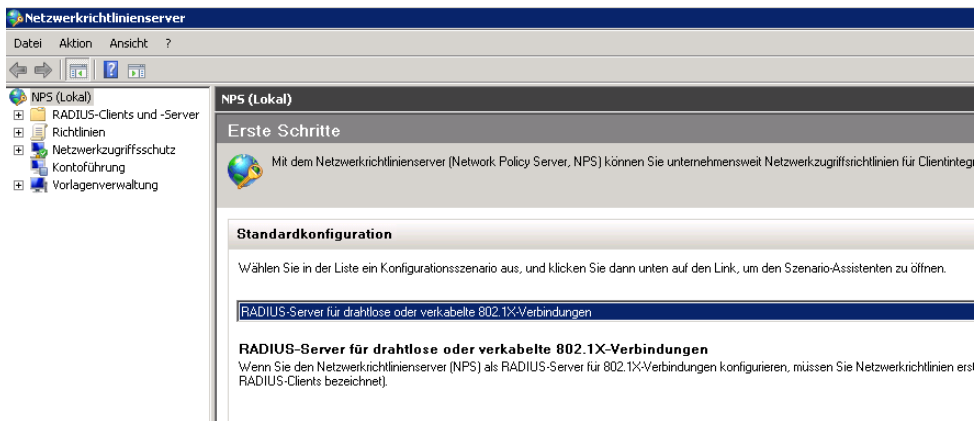 Netzwerkrichtlinienserver
Datei Aktion Ansicht ?
NPS (Lokal)
RADIUS-Clients und -Server
Richtlinien
Netzwerkzugriffsschutz
Kontoführung
Vorlagenverwaltung
NPS (Lokal)
Erste Schritte
Mit dem Netzwerkrichtlinienserver (Network Policy Server, NPS) können Sie unternehmensweit Netzwerkzugriffsrichtlinien für Clientintegr
Standardkonfiguration
Wählen Sie in der Liste ein Konfigurationsszenario aus, und klicken Sie dann unten auf den Link, um den Szenario-Assistenten zu öffnen.
RADIUS-Server für drahtlose oder verkabelte 802.1X-Verbindungen
RADIUS-Server für drahtlose oder verkabelte 802.1X-Verbindungen
Wenn Sie den Netzwerkrichtlinienserver (NPS) als RADIUS-Server für 802.1X-Verbindungen konfigurieren, müssen Sie Netzwerkrichtlinien erst
RADIUS-Clients bezeichnet).